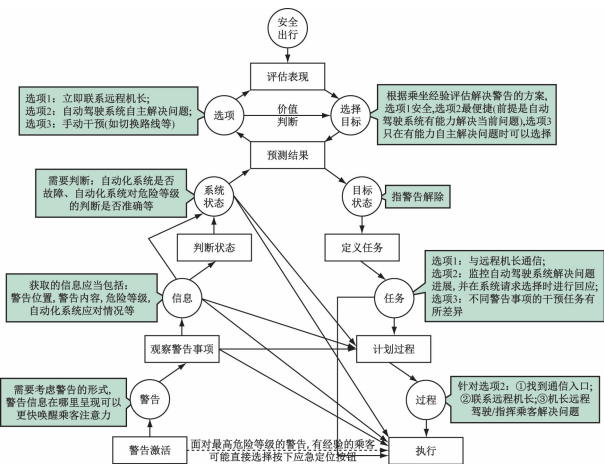 安全
出行
评估表现
选项1：立即联系远程机长;
选项2：自动驾驶系统自主解决问题;
选项3：手动干预(如切换路线等)
选项
价值
判断
选择
目标
根据乘坐经验评估解决警告的方案,
选项1安全,选项2最便捷(前提是自动
驾驶系统有能力解决当前问题),选项3
只在有能力自主解决问题时可以选择
预测结果
需要判断：自动化系统是否
故障、自动化系统对危险等级
的判断是否准确等
系统
状态
目标
状态
指警告解除
判断状态
定义任务
获取的信息应当包括：
警告位置,警告内容,危险等级,
自动化系统应对情况等
信息
任务
选项1：与远程机长通信;
选项2：监控自动驾驶系统解决问题
进展,并在系统请求选择时进行回应;
选项3：不同警告事项的干预任务有
所差异
观察警告事项
计划过程
需要考虑警告的形式,
警告信息在哪里呈现可以
更快唤醒乘客注意力
警告
过程
针对选项2：①找到通信入口;
②联系远程机长;③机长远程
驾驶/指挥乘客解决问题
警告激活
面对最高危险等级的警告,有经验的乘客
可能直接选择按下应急定位按钮
执行